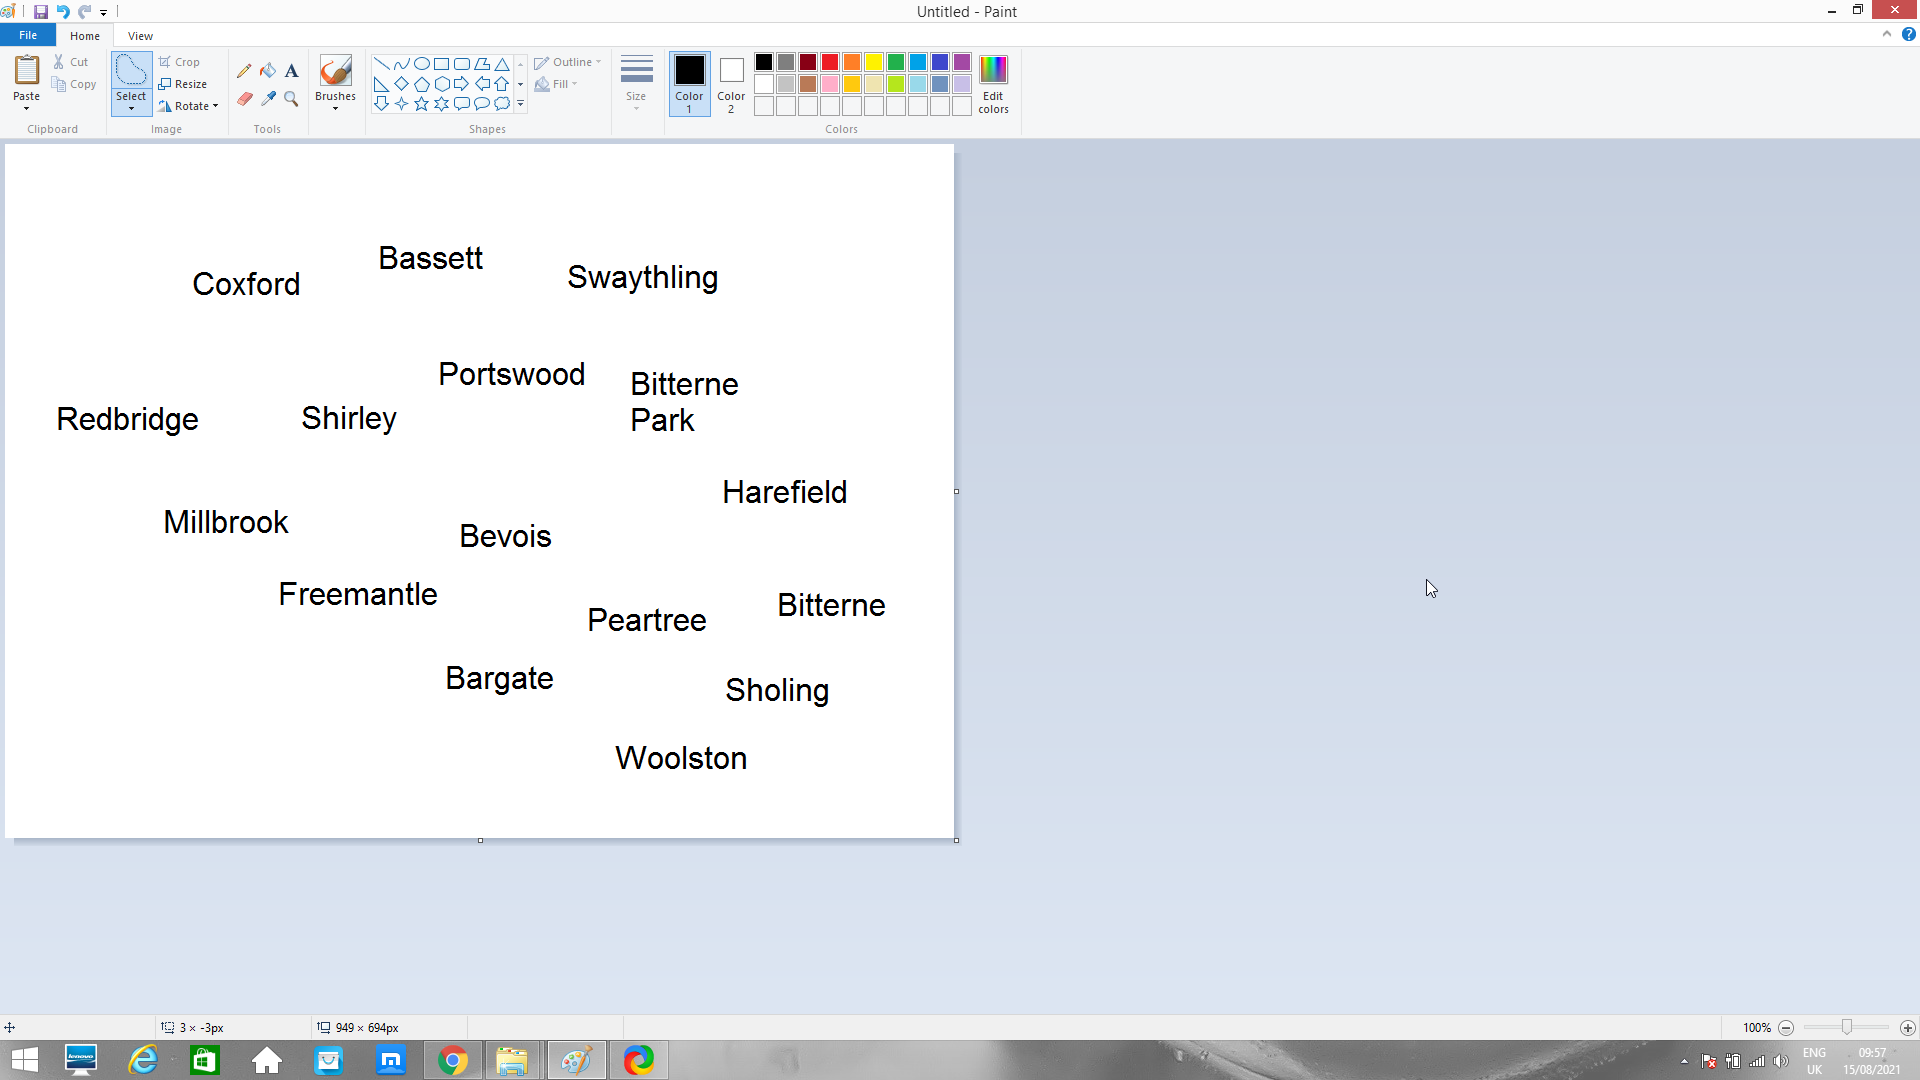 Untitled - Paint
File
Home
View
Paste
Cut
Copy
Clipboard
Select
Crop
Resize
Rotate
Image
A
Tools
Brushes
Shapes
Outline
Fill
Size
Color 1
Color 2
Edit colors
Colors
Bassett
Coxford
Swaythling
Portswood
Bitterne
Park
Redbridge
Shirley
Harefield
Millbrook
Bevois
Freemantle
Bitterne
Peartree
Bargate
Sholing
Woolston
3 × -3px
949 × 694px
100%
lenovo
ENG
UK
09:57
15/08/2021